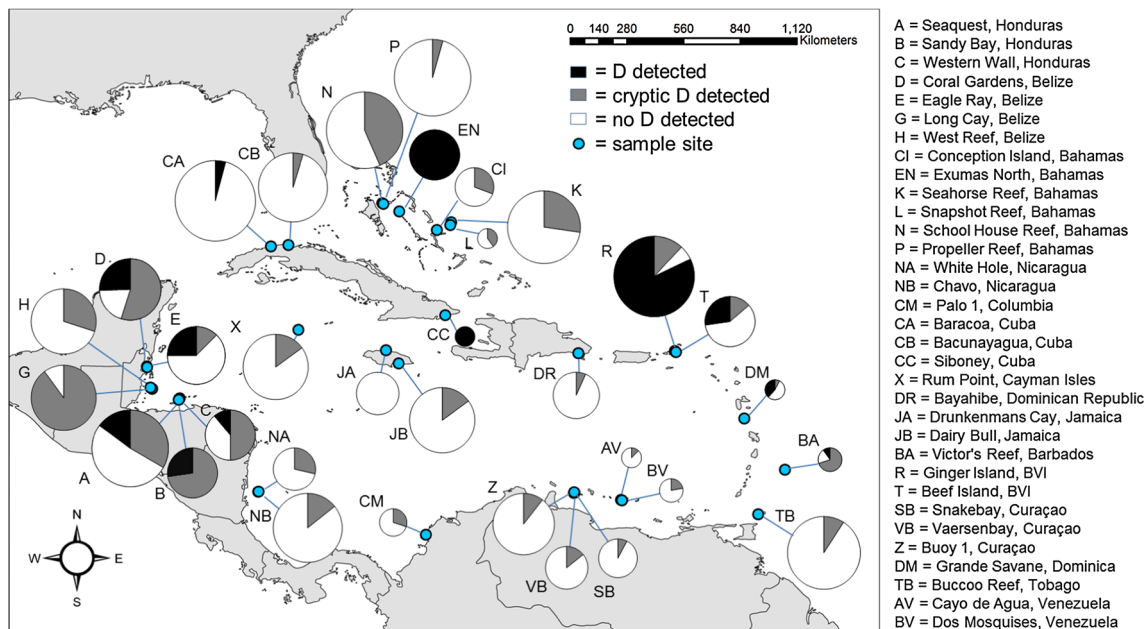 0 140 280 560 840 1,120
Kilometers
= D detected
= cryptic D detected
= no D detected
= sample site
P
N
EN
CB
CA
CI
K
L
D
R
H
E
X
T
CC
G
JA
DR
DM
JB
C
A
B
NA
AV
BA
BV
Z
CM
NB
TB
VB
SB
N
W E
S
A = Seaquest, Honduras
B = Sandy Bay, Honduras
C = Western Wall, Honduras
D = Coral Gardens, Belize
E = Eagle Ray, Belize
G = Long Cay, Belize
H = West Reef, Belize
CI = Conception Island, Bahamas
EN = Exumas North, Bahamas
K = Seahorse Reef, Bahamas
L = Snapshot Reef, Bahamas
N = School House Reef, Bahamas
P = Propeller Reef, Bahamas
NA = White Hole, Nicaragua
NB = Chavo, Nicaragua
CM = Palo 1, Columbia
CA = Baracoa, Cuba
CB = Bacunayagua, Cuba
CC = Siboney, Cuba
X = Rum Point, Cayman Isles
DR = Bayahibe, Dominican Republic
JA = Drunkenmans Cay, Jamaica
JB = Dairy Bull, Jamaica
BA = Victor's Reef, Barbados
R = Ginger Island, BVI
T = Beef Island, BVI
SB = Snakebay, Curaçao
VB = Vaersenbay, Curaçao
Z = Buoy 1, Curaçao
DM = Grande Savane, Dominica
TB = Buccoo Reef, Tobago
AV = Cayo de Agua, Venezuela
BV = Dos Mosquises, Venezuela